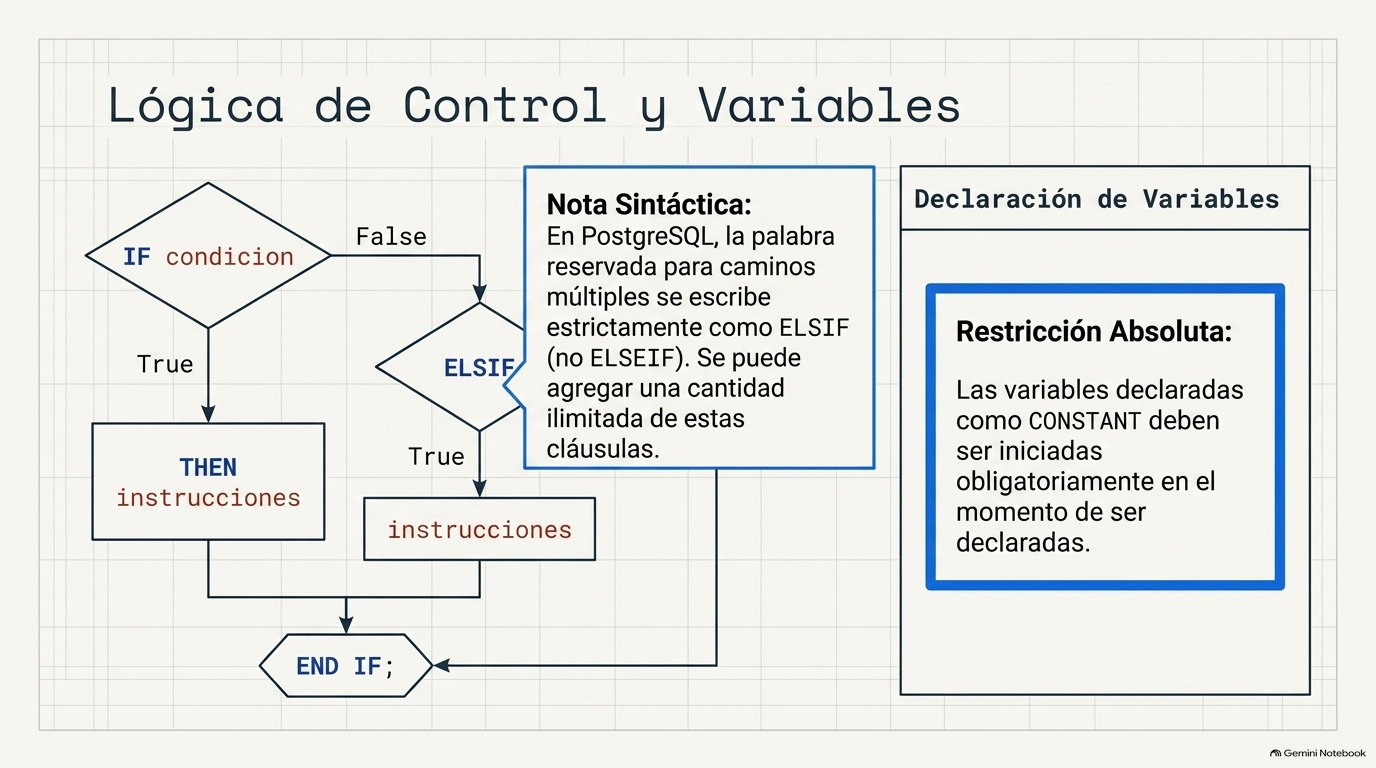 Lógica de Control y Variables
IF condicion
False
True
THEN
instrucciones
ELSIF
True
instrucciones
END IF;
Nota Sintáctica:
En PostgreSQL, la palabra
reservada para caminos
múltiples se escribe
estrictamente como ELSIF
(no ELSEIF). Se puede
agregar una cantidad
ilimitada de estas
cláusulas.
Declaración de Variables
Restricción Absoluta:
Las variables declaradas
como CONSTANT deben
ser iniciadas
obligatoriamente en el
momento de ser
declaradas.
Gemini Notebook